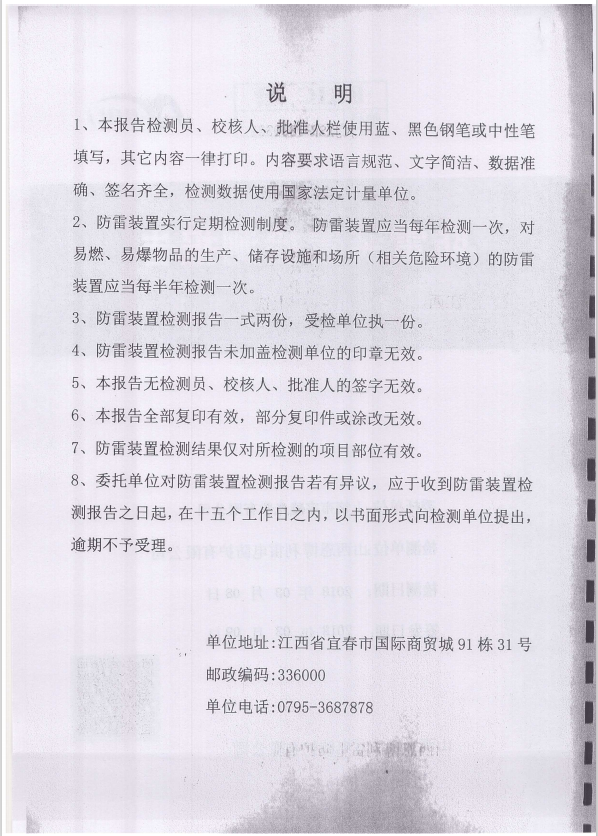 说 明
1、本报告检测员、校核人、批准人栏使用蓝、黑色钢笔或中性笔
填写，其它内容一律打印。内容要求语言规范、文字简洁、数据准
确、签名齐全，检测数据使用国家法定计量单位。
2、防雷装置实行定期检测制度。 防雷装置应当每年检测一次，对
易燃、易爆物品的生产、储存设施和场所（相关危险环境）的防雷
装置应当每半年检测一次。
3、防雷装置检测报告一式两份，受检单位执一份。
4、防雷装置检测报告未加盖检测单位的印章无效。
5、本报告无检测员、校核人、批准人的签字无效。
6、本报告全部复印有效，部分复印件或涂改无效。
7、防雷装置检测结果仅对所检测的项目部位有效。
8、委托单位对防雷装置检测报告若有异议，应于收到防雷装置检
测报告之日起，在十五个工作日之内，以书面形式向检测单位提出，
逾期不予受理。
单位地址:江西省宜春市国际商贸城 91 栋 31 号
邮政编码:336000
单位电话:0795-3687878